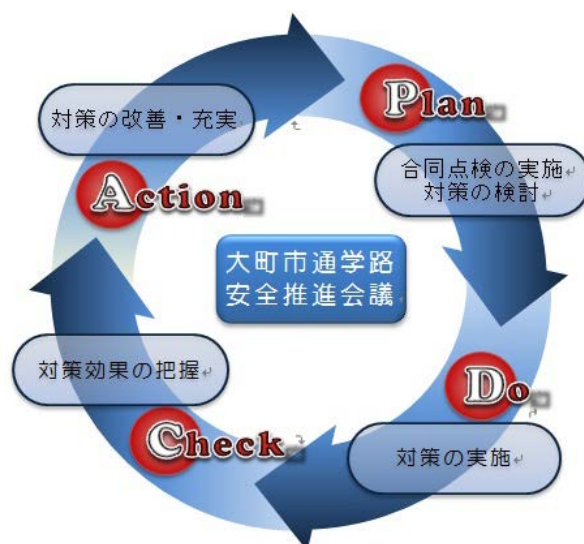 Plan
合同点検の実施
対策の検討
Do
対策の実施
Check
対策効果の把握
Action
対策の改善・充実
大町市通学路
安全推進会議